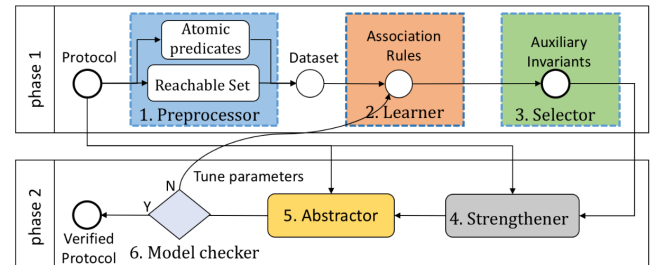 phase 1
Protocol
Atomic
predicates
Reachable Set
1. Preprocessor
Dataset
Association
Rules
2. Learner
Auxiliary
Invariants
3. Selector
phase 2
Verified
Protocol
Y
N
Tune parameters
6. Model checker
5. Abstractor
4. Strengthener